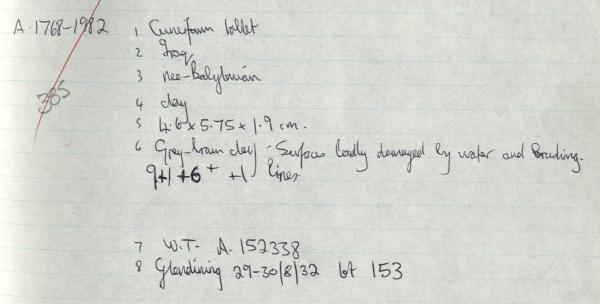 A.1768-1982 1 Cuneiform tablet
2 Iraq
3 neo-Babylonian
385
4 clay
5 4.6 x 5.75 x 1.9 cm.
6 Grey-brown clay - Surfaces badly damaged by water and
9+1 +6+ +1 lines
7 W.T- A.152338
8 Glendining 29-30/8/32 lot 153